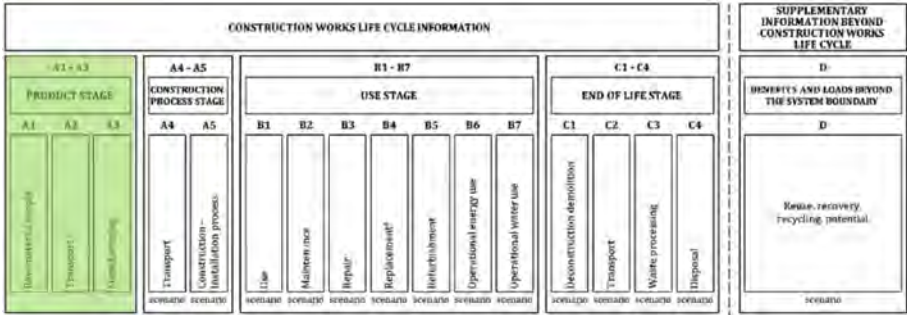 CONSTRUCTION WORKS LIFE CYCLE INFORMATION
SUPPLEMENTARY
INFORMATION BEYOND
CONSTRUCTION WORKS
LIFE CYCLE
A1 - A3
PRODUCT STAGE
A1
A2
A3
Raw material supply
Transport
Manufacturing
A4 - A5
CONSTRUCTION
PROCESS STAGE
A4
A5
Transport
Construction -
Installation process
scenario
scenario
B1 - B7
USE STAGE
B1
B2
B3
B4
B5
B6
B7
Use
Maintenance
Repair
Replacement¹
Refurbishment
Operational energy use
Operational water use
scenario
scenario
scenario
scenario
scenario
scenario
scenario
C1 - C4
END OF LIFE STAGE
C1
C2
C3
C4
Deconstruction demolition
Transport
Waste processing
Disposal
scenario
scenario
scenario
scenario
D
BENEFITS AND LOADS BEYOND
THE SYSTEM BOUNDARY
D
Reuse, recovery,
recycling, potential
scenario